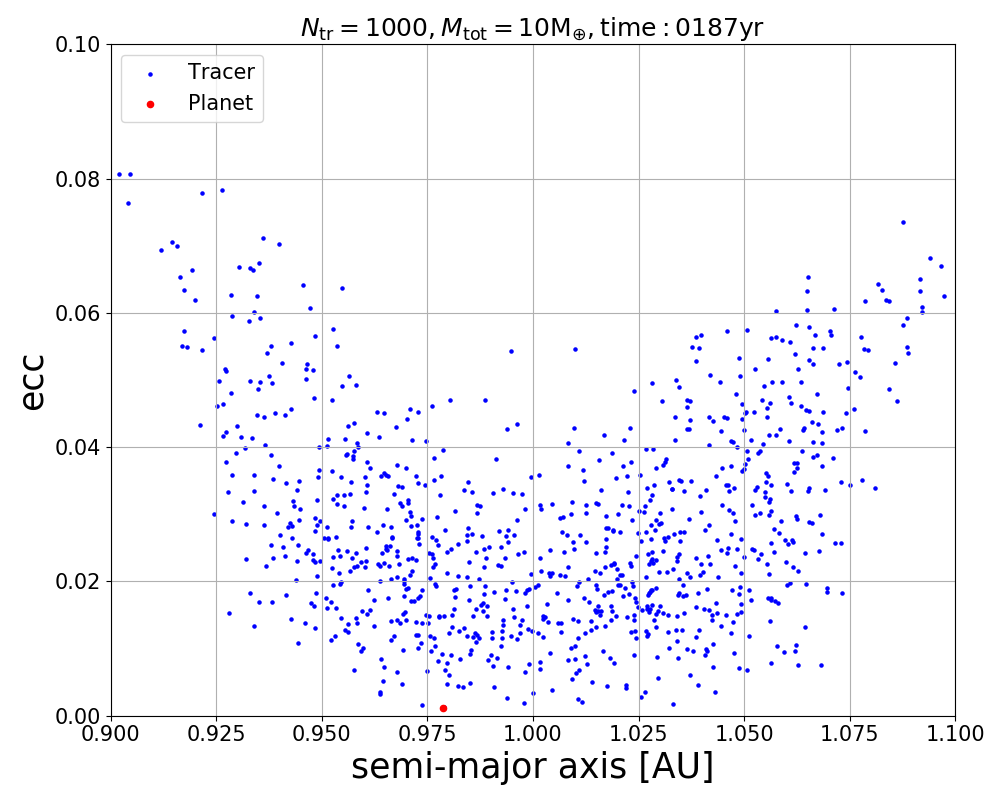 N_tr = 1000, M_tot = 10M_⊕, time : 0187yr
Tracer
Planet
0.10
0.08
0.06
0.04
0.02
0.00
ecc
0.900 0.925 0.950 0.975 1.000 1.025 1.050 1.075 1.100
semi-major axis [AU]